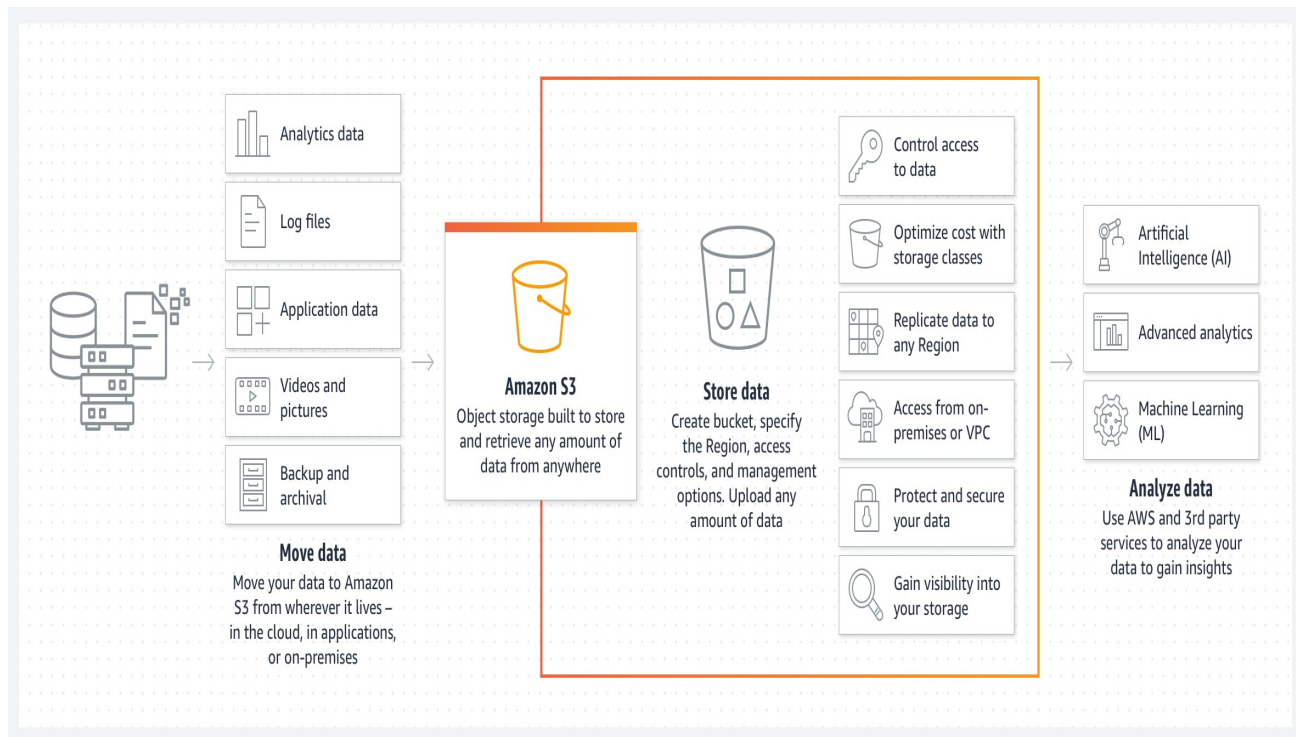 Analytics data
Log files
Application data
Videos and
pictures
Backup and
archival
Move data
Move your data to Amazon
S3 from wherever it lives –
in the cloud, in applications,
or on-premises
Amazon S3
Object storage built to store
and retrieve any amount of
data from anywhere
Store data
Create bucket, specify
the Region, access
controls, and management
options. Upload any
amount of data
Control access
to data
Optimize cost with
storage classes
Replicate data to
any Region
Access from on-
premises or VPC
Protect and secure
your data
Gain visibility into
your storage
Artificial
Intelligence (AI)
Advanced analytics
Machine Learning
(ML)
Analyze data
Use AWS and 3rd party
services to analyze your
data to gain insights